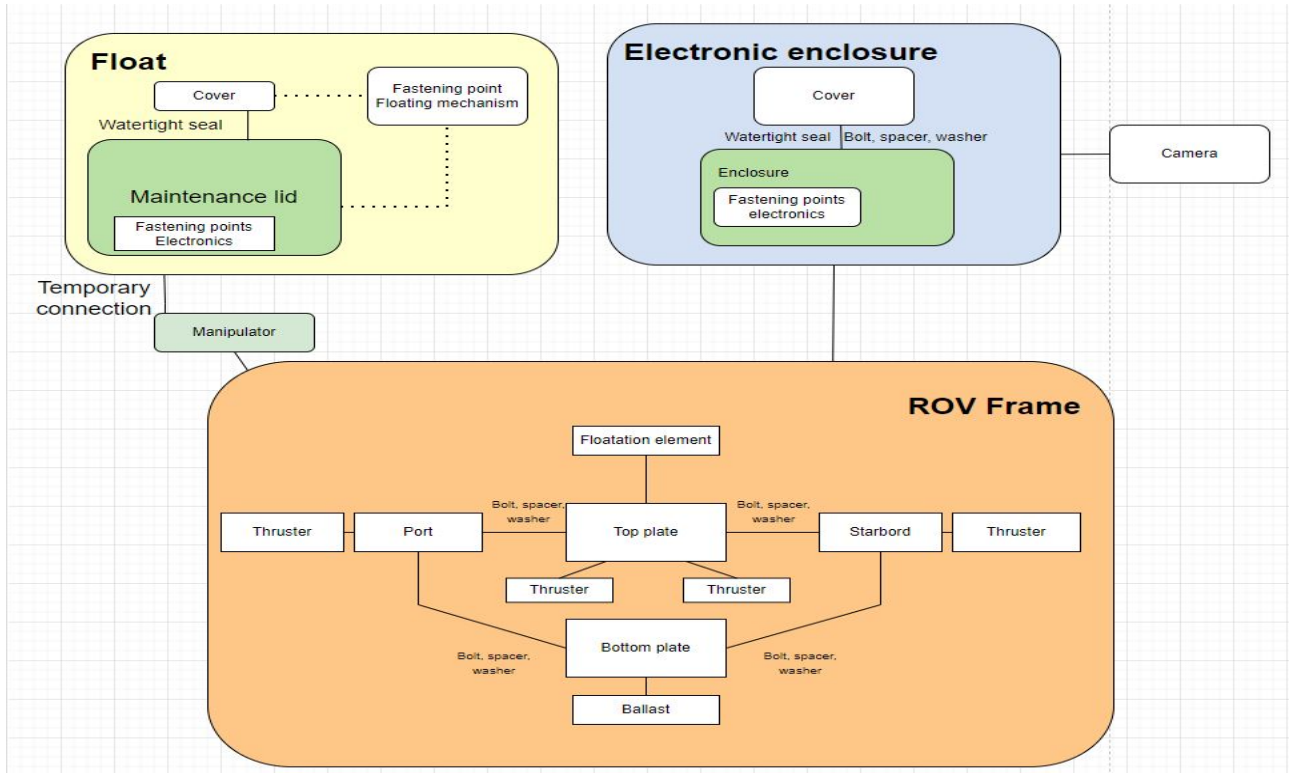 Float
Cover
Fastening point
Floating mechanism
Watertight seal
Maintenance lid
Fastening points
Electronics
Electronic enclosure
Cover
Watertight seal
Bolt, spacer, washer
Enclosure
Fastening points
electronics
Camera
Temporary
connection
Manipulator
ROV Frame
Floatation element
Bolt, spacer,
washer
Bolt, spacer,
washer
Thruster
Port
Top plate
Starbord
Thruster
Thruster
Thruster
Bottom plate
Bolt, spacer,
washer
Bolt, spacer,
washer
Ballast